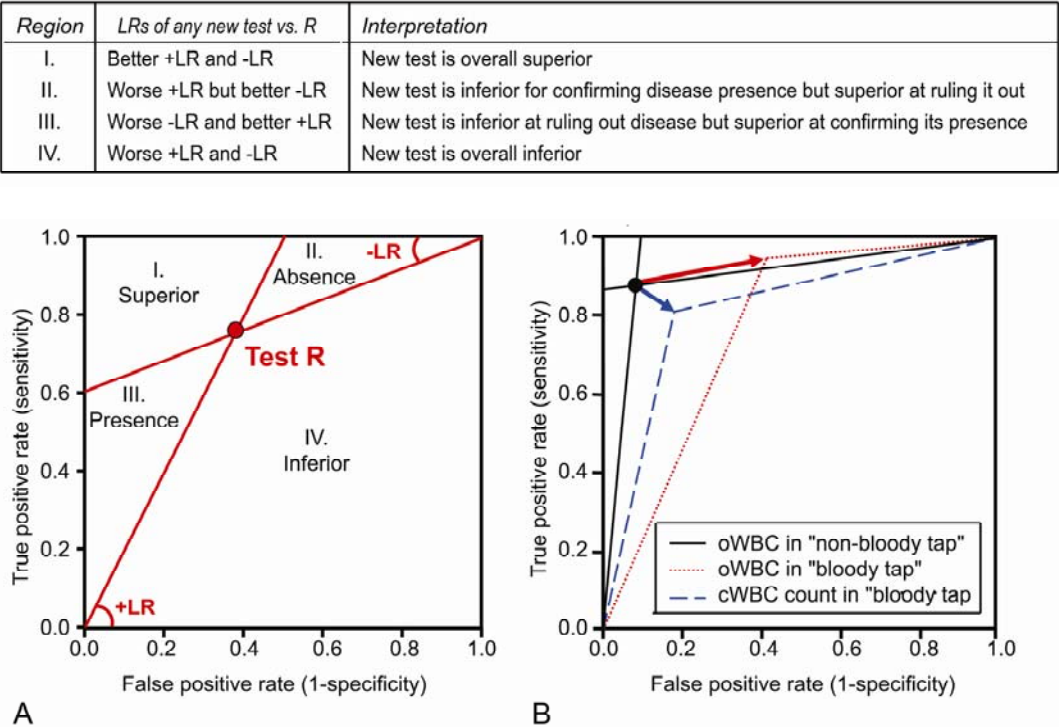 Region LRs of any new test vs. R Interpretation
I. Better +LR and -LR New test is overall superior
II. Worse +LR but better -LR New test is inferior for confirming disease presence but superior at ruling it out
III. Worse -LR and better +LR New test is inferior at ruling out disease but superior at confirming its presence
IV. Worse +LR and -LR New test is overall inferior
True positive rate (sensitivity)
1.0
0.8
0.6
0.4
0.2
0.0
I.
Superior
II.
Absence
-LR
Test R
III.
Presence
IV.
Inferior
+LR
0.0 0.2 0.4 0.6 0.8 1.0
False positive rate (1-specificity)
A
True positive rate (sensitivity)
1.0
0.8
0.6
0.4
0.2
0.0
oWBC in "non-bloody tap"
oWBC in "bloody tap"
cWBC count in "bloody tap
0.0 0.2 0.4 0.6 0.8 1.0
False positive rate (1-specificity)
B